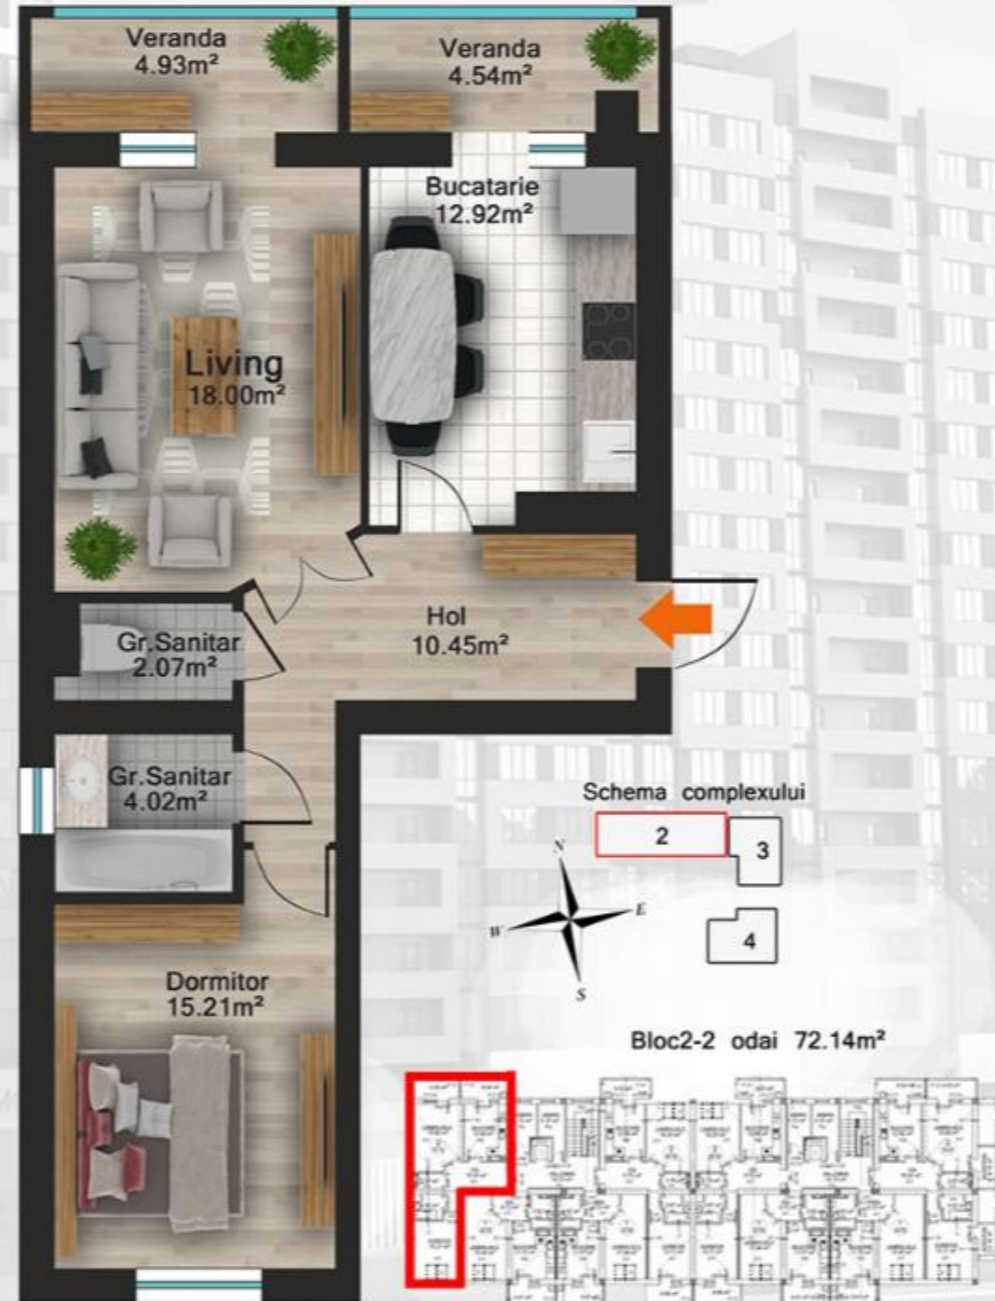 Veranda
4.93m²
Veranda
4.54m²
Bucatarie
12.92m²
Living
18.00m²
Hol
10.45m²
Gr.Sanitar
2.07m²
Gr.Sanitar
4.02m²
Schema complexului
2
3
4
N
W
E
S
Dormitor
15.21m²
Bloc2-2 odai 72.14m²